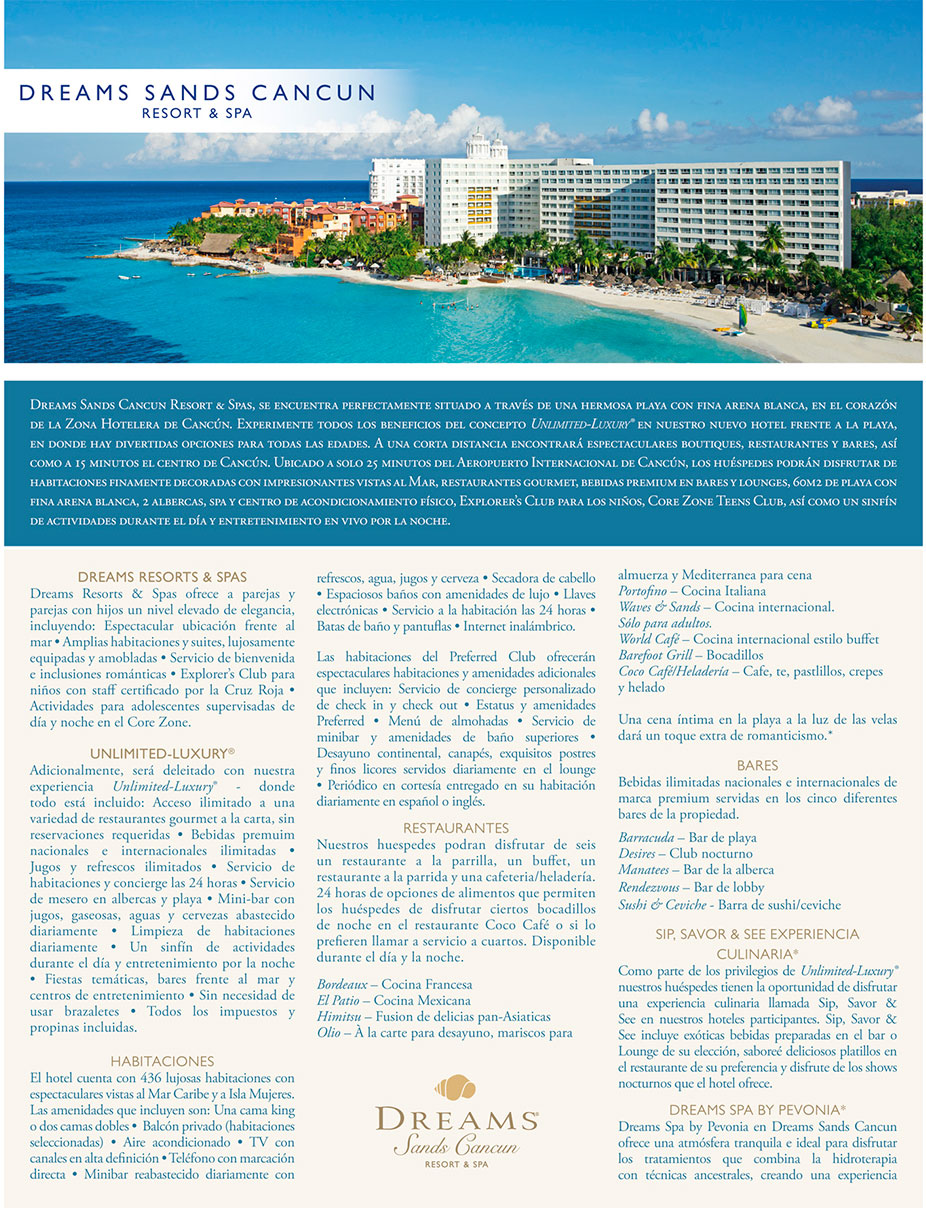 DREAMS SANDS CANCUN
RESORT & SPA
Dreams Sands Cancun Resort & Spas, se encuentra perfectamente situado a través de una hermosa playa con fina arena blanca, en el corazón
de la Zona Hotelera de Cancún. Experimente todos los beneficios del concepto Unlimited-Luxury® en nuestro nuevo hotel frente a la playa,
en donde hay divertidas opciones para todas las edades. A una corta distancia encontrará espectaculares boutiques, restaurantes y bares, así
como a 15 minutos el centro de Cancún. Ubicado a solo 25 minutos del Aeropuerto Internacional de Cancún, los huéspedes podrán disfrutar de
habitaciones finamente decoradas con impresionantes vistas al Mar, restaurantes gourmet, bebidas premium en bares y lounges, 60m2 de playa con
fina arena blanca, 2 albercas, spa y centro de acondicionamiento físico, Explorer's Club para los niños, Core Zone Teens Club, así como un sinfín
de actividades durante el día y entretenimiento en vivo por la noche.
DREAMS RESORTS & SPAS
Dreams Resorts & Spas ofrece a parejas y
parejas con hijos un nivel elevado de elegancia,
incluyendo: Espectacular ubicación frente al
mar • Amplias habitaciones y suites, lujosamente
equipadas y amobladas • Servicio de bienvenida
e inclusiones románticas • Explorer's Club para
niños con staff certificado por la Cruz Roja •
Actividades para adolescentes supervisadas de
día y noche en el Core Zone.
UNLIMITED-LUXURY®
Adicionalmente, será deleitado con nuestra
experiencia Unlimited-Luxury® - donde
todo está incluido: Acceso ilimitado a una
variedad de restaurantes gourmet a la carta, sin
reservaciones requeridas • Bebidas premuim
nacionales e internacionales ilimitadas •
Jugos y refrescos ilimitados • Servicio de
habitaciones y concierge las 24 horas • Servicio
de mesero en albercas y playa • Mini-bar con
jugos, gaseosas, aguas y cervezas abastecido
diariamente • Limpieza de habitaciones
diariamente • Un sinfín de actividades
durante el día y entretenimiento por la noche
• Fiestas temáticas, bares frente al mar y
centros de entretenimiento • Sin necesidad de
usar brazaletes • Todos los impuestos y
propinas incluidas.
HABITACIONES
El hotel cuenta con 436 lujosas habitaciones con
espectaculares vistas al Mar Caribe y a Isla Mujeres.
Las amenidades que incluyen son: Una cama king
o dos camas dobles • Balcón privado (habitaciones
seleccionadas) • Aire acondicionado • TV con
canales en alta definición • Teléfono con marcación
directa • Minibar reabastecido diariamente con
refrescos, agua, jugos y cerveza • Secadora de cabello
• Espaciosos baños con amenidades de lujo • Llaves
electrónicas • Servicio a la habitación las 24 horas •
Batas de baño y pantuflas • Internet inalámbrico.
Las habitaciones del Preferred Club ofrecerán
espectaculares habitaciones y amenidades adicionales
que incluyen: Servicio de concierge personalizado
de check in y check out • Estatus y amenidades
Preferred • Menú de almohadas • Servicio de
minibar y amenidades de baño superiores •
Desayuno continental, canapés, exquisitos postres
y finos licores servidos diariamente en el lounge
• Periódico en cortesía entregado en su habitación
diariamente en español o inglés.
RESTAURANTES
Nuestros huespedes podran disfrutar de seis
un restaurante a la parrilla, un buffet, un
restaurante a la parrida y una cafeteria/heladería.
24 horas de opciones de alimentos que permiten
los huéspedes de disfrutar ciertos bocadillos
de noche en el restaurante Coco Café o si lo
prefieren llamar a servicio a cuartos. Disponible
durante el día y la noche.
Bordeaux – Cocina Francesa
El Patio – Cocina Mexicana
Himitsu – Fusion de delicias pan-Asiaticas
Olio – À la carte para desayuno, mariscos para
DREAMS®
Sands Cancun
RESORT & SPA
almuerza y Mediterranea para cena
Portofino – Cocina Italiana
Waves & Sands – Cocina internacional.
Sólo para adultos.
World Café – Cocina internacional estilo buffet
Barefoot Grill – Bocadillos
Coco Café/Heladería – Cafe, te, pastlillos, crepes
y helado
Una cena íntima en la playa a la luz de las velas
dará un toque extra de romanticismo.*
BARES
Bebidas ilimitadas nacionales e internacionales de
marca premium servidas en los cinco diferentes
bares de la propiedad.
Barracuda – Bar de playa
Desires – Club nocturno
Manatees – Bar de la alberca
Rendezvous – Bar de lobby
Sushi & Ceviche - Barra de sushi/ceviche
SIP, SAVOR & SEE EXPERIENCIA
CULINARIA*
Como parte de los privilegios de Unlimited-Luxury®
nuestros huéspedes tienen la oportunidad de disfrutar
una experiencia culinaria llamada Sip, Savor &
See en nuestros hoteles participantes. Sip, Savor &
See incluye exóticas bebidas preparadas en el bar o
Lounge de su elección, saboreé deliciosos platillos en
el restaurante de su preferencia y disfrute de los shows
nocturnos que el hotel ofrece.
DREAMS SPA BY PEVONIA*
Dreams Spa by Pevonia en Dreams Sands Cancun
ofrece una atmósfera tranquila e ideal para disfrutar
los tratamientos que combina la hidroterapia
con técnicas ancestrales, creando una experiencia